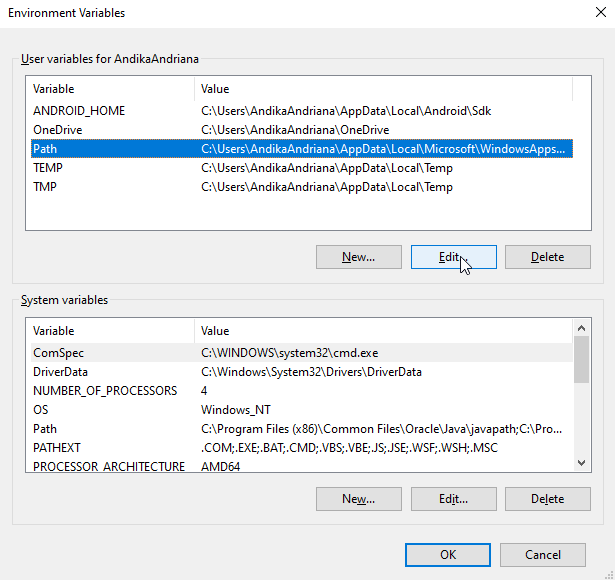 Environment Variables
User variables for AndikaAndriana
Variable Value
ANDROID_HOME C:\Users\AndikaAndriana\AppData\Local\Android\Sdk
OneDrive C:\Users\AndikaAndriana\OneDrive
Path C:\Users\AndikaAndriana\AppData\Local\Microsoft\WindowsApps...
TEMP C:\Users\AndikaAndriana\AppData\Local\Temp
TMP C:\Users\AndikaAndriana\AppData\Local\Temp
New... Edit... Delete
System variables
Variable Value
ComSpec C:\WINDOWS\system32\cmd.exe
DriverData C:\Windows\System32\Drivers\DriverData
NUMBER_OF_PROCESSORS 4
OS Windows_NT
Path C:\Program Files (x86)\Common Files\Oracle\Java\javapath;C:\Pro...
PATHEXT .COM;.EXE;.BAT;.CMD;.VBS;.VBE;.JS;.JSE;.WSF;.WSH;.MSC
PROCESSOR_ARCHITECTURE AMD64
New... Edit... Delete
OK Cancel